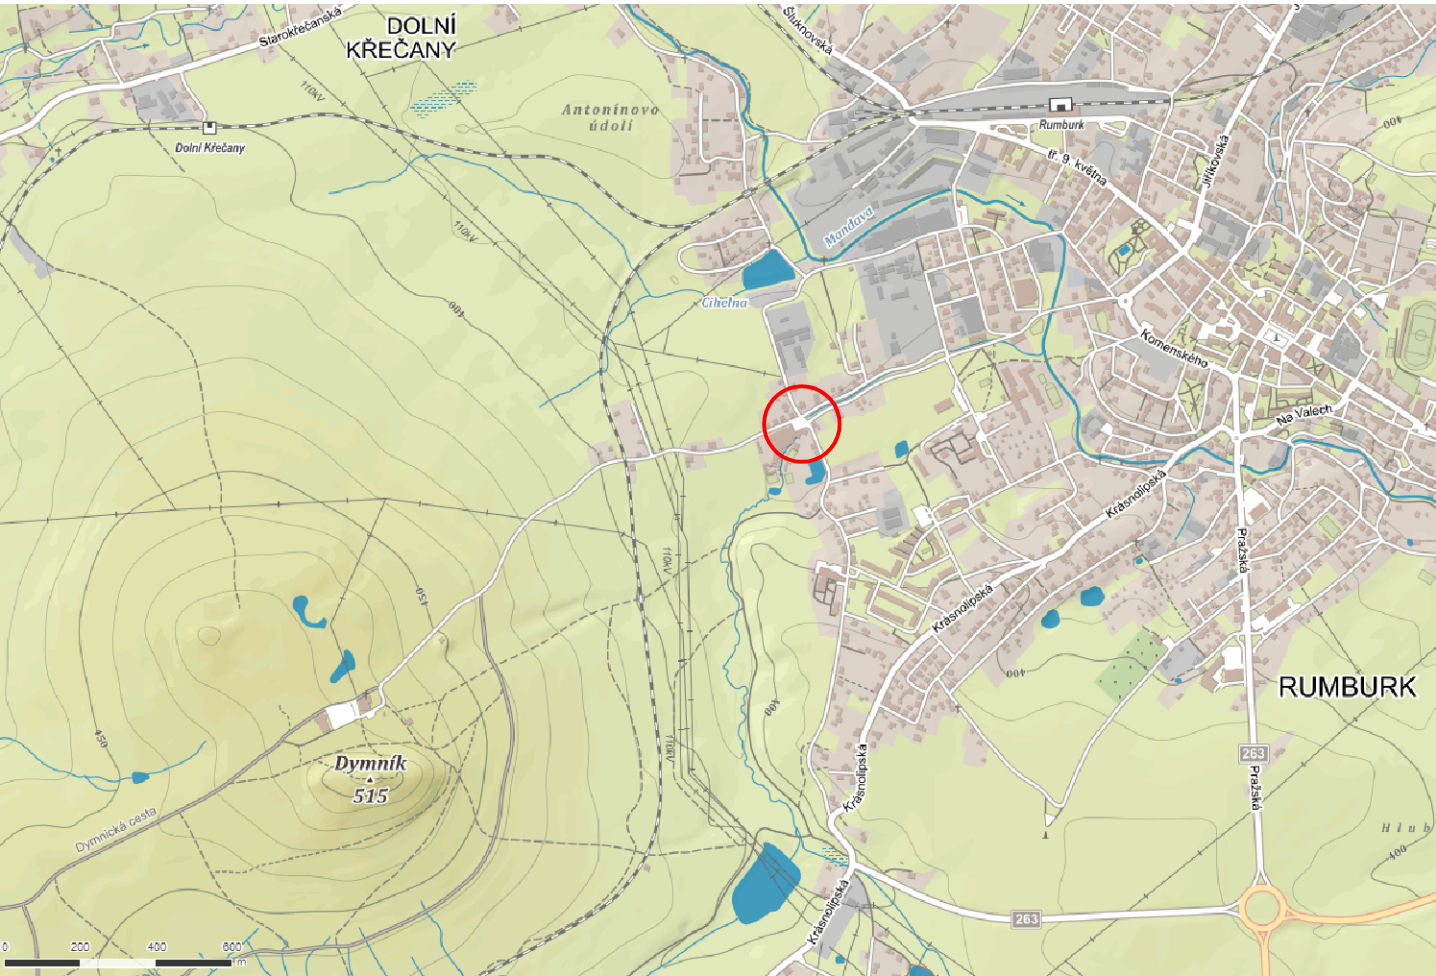 DOLNÍ
KŘEČANY
Starokřečanská
Šluknovská
110kV
Antonínovo
údolí
Rumburk
400
Dolní Křečany
tř. 9. května
Jiříkovská
110kV
Mandava
Cihelna
400
Komenského
Na Valech
Krásnolipská
Pražská
110kV
450
Krásnolipská
400
RUMBURK
400
450
110kV
263
Dymník
515
Krásnolipská
Pražská
Dymnická cesta
Hlub
400
Krásnolipská
263
0 200 400 600
m